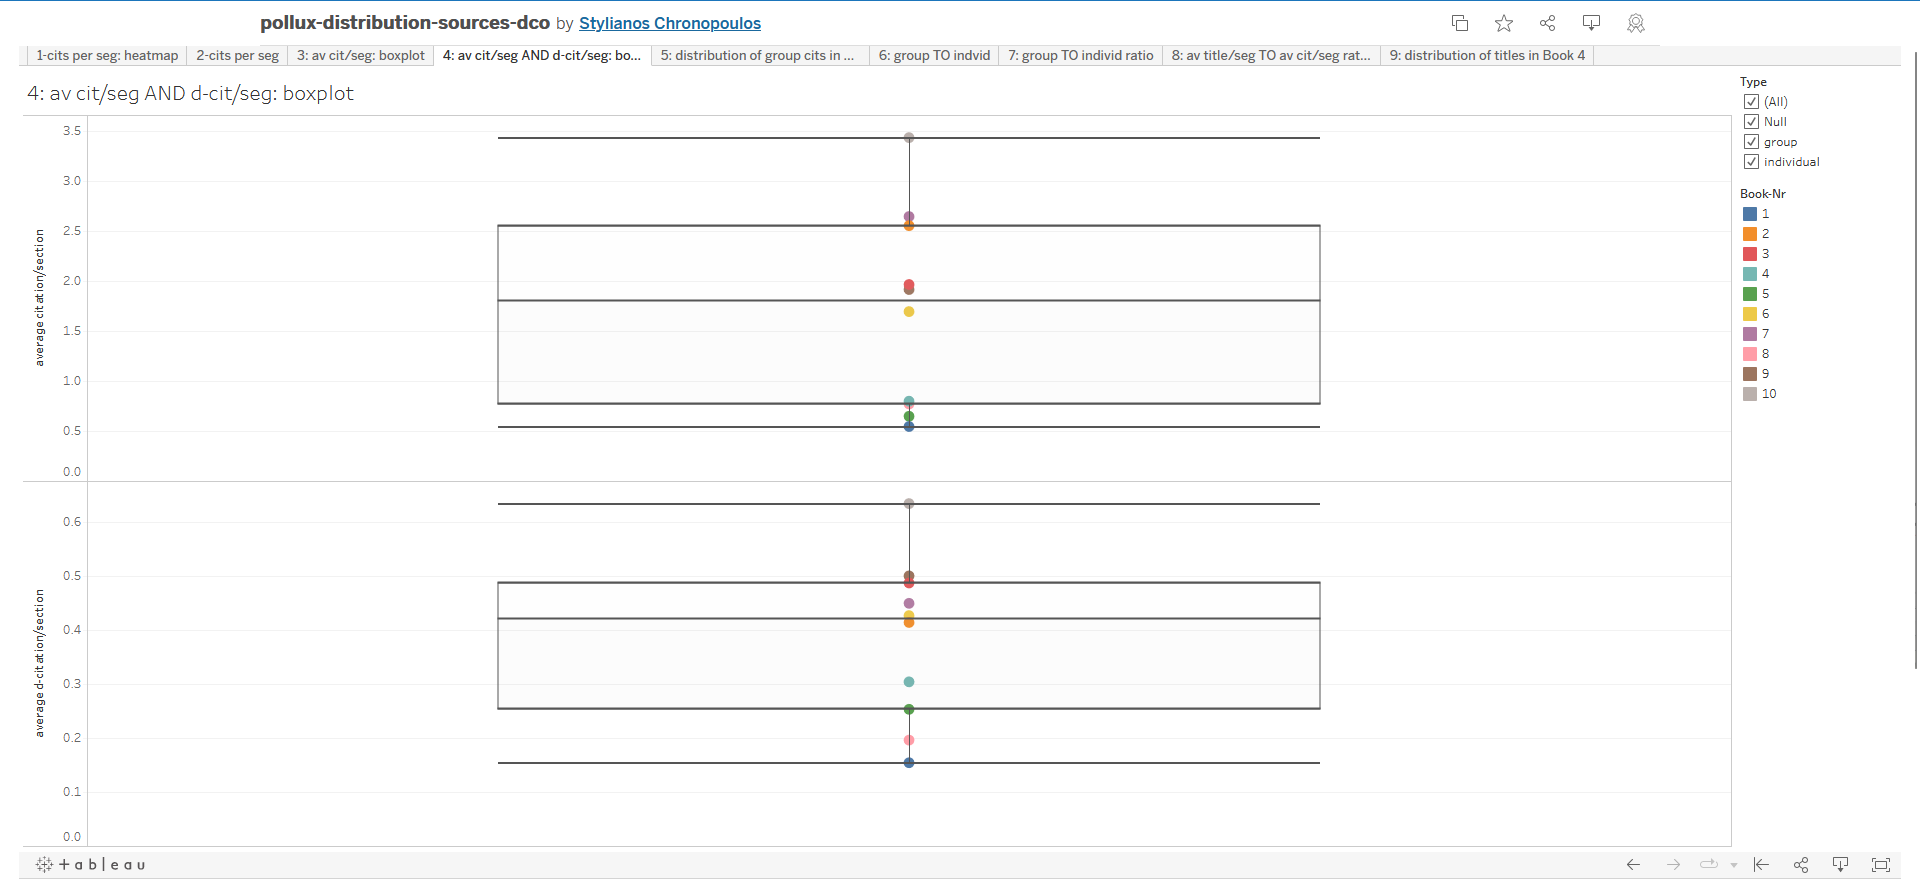 pollux-distribution-sources-dco by Stylianos Chronopoulos
1-cits per seg: heatmap
2-cits per seg
3: av cit/seg: boxplot
4: av cit/seg AND d-cit/seg: bo...
5: distribution of group cits in ...
6: group TO indvid
7: group TO individ ratio
8: av title/seg TO av cit/seg rat...
9: distribution of titles in Book 4
4: av cit/seg AND d-cit/seg: boxplot
average citation/section
3.5
3.0
2.5
2.0
1.5
1.0
0.5
0.0
average d-citation/section
0.6
0.5
0.4
0.3
0.2
0.1
0.0
Type
(All)
Null
group
individual
Book-Nr
1
2
3
4
5
6
7
8
9
10
+ableau